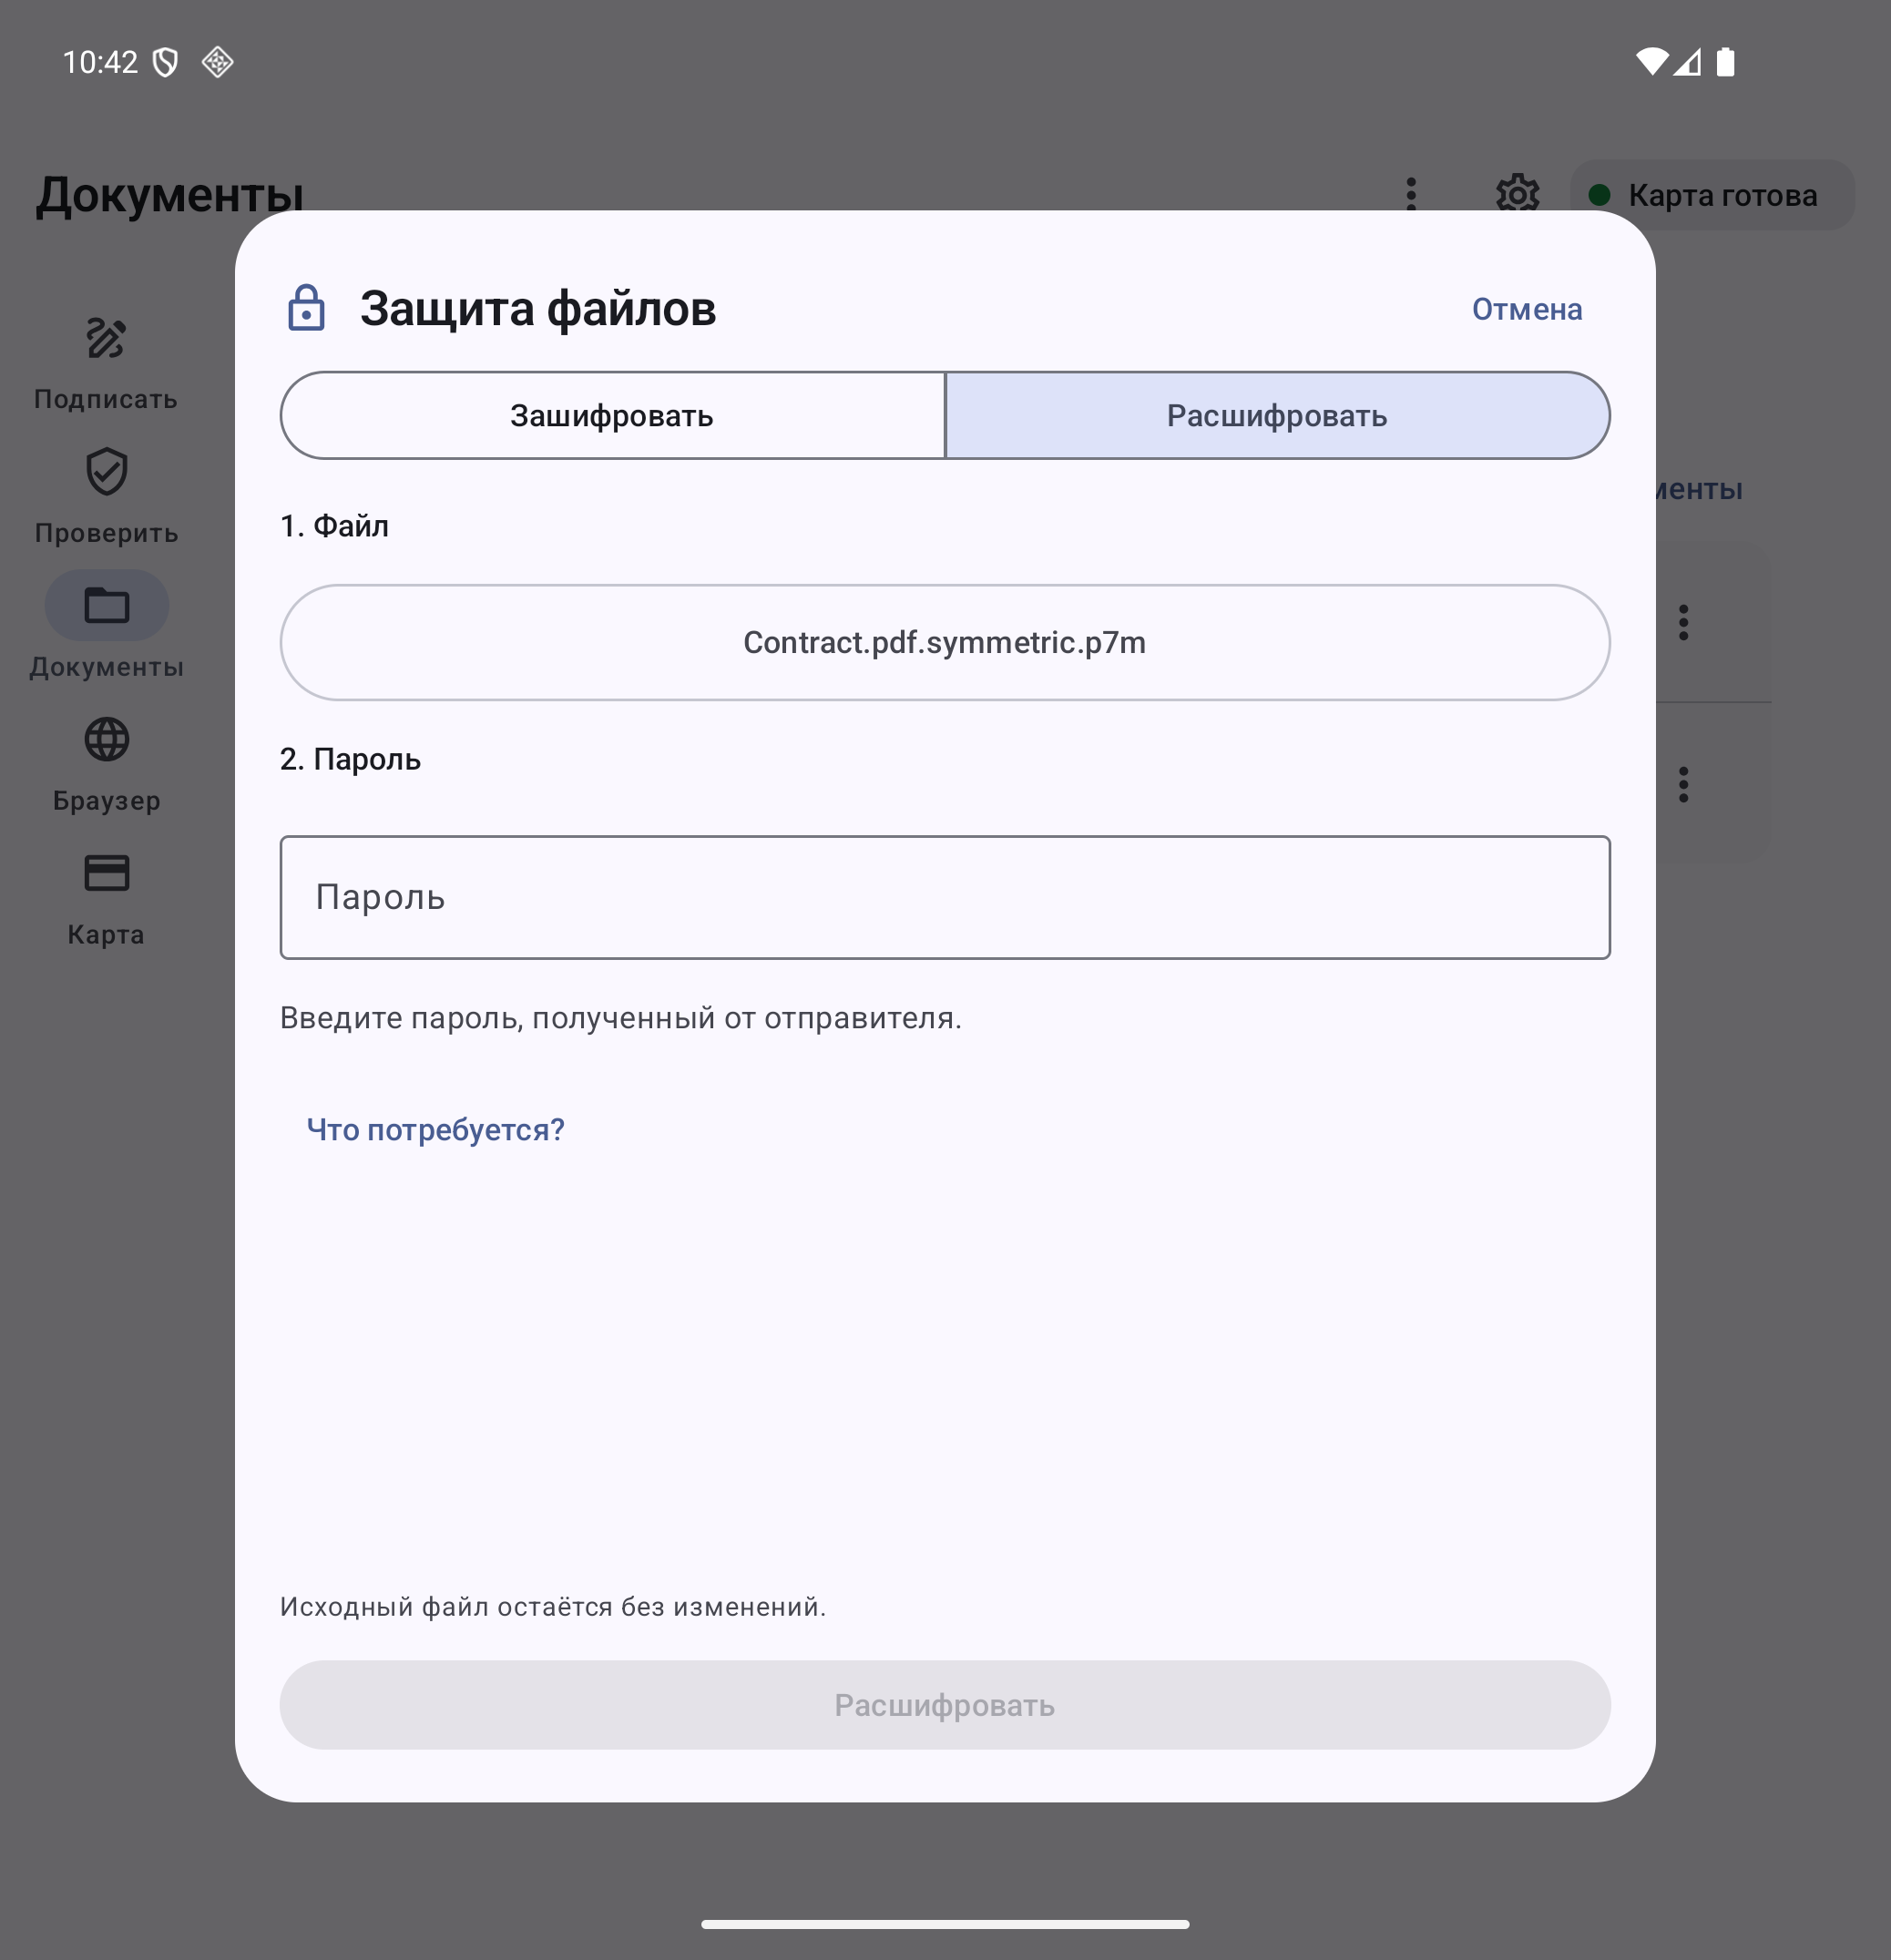 10:42
Документы
Карта готова
Защита файлов
Отмена
Зашифровать
Расшифровать
1. Файл
Contract.pdf.symmetric.p7m
2. Пароль
Пароль
Введите пароль, полученный от отправителя.
Что потребуется?
Исходный файл остаётся без изменений.
Расшифровать
Подписать
Проверить
Документы
Браузер
Карта
менты